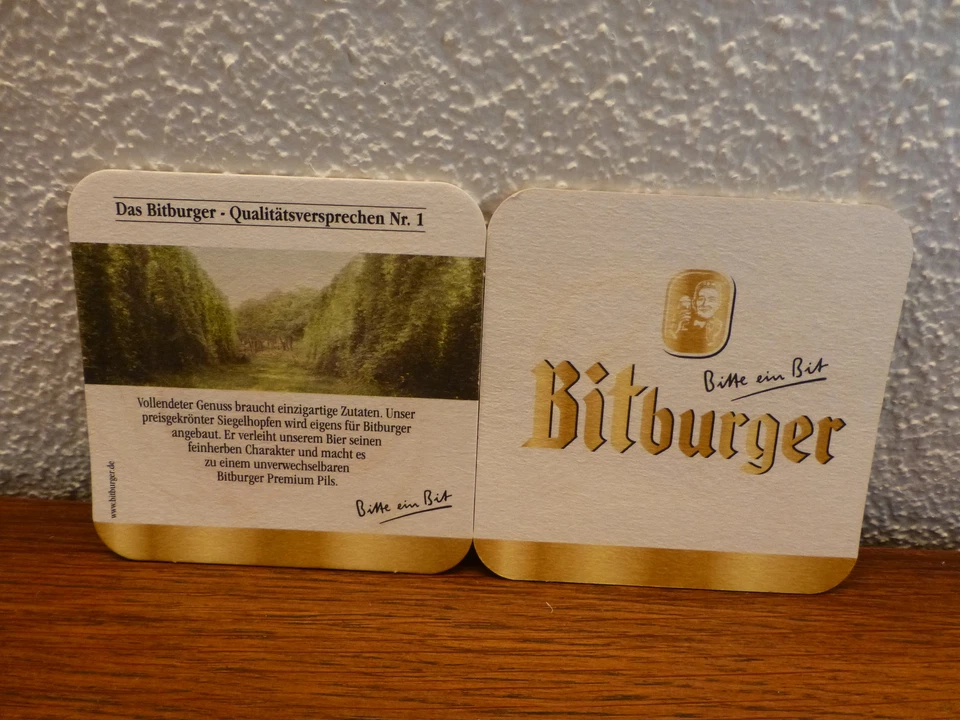 Das Bitburger - Qualitätsversprechen Nr. 1
Vollendeter Genuss braucht einzigartige Zutaten. Unser
preisgekrönter Siegelhopfen wird eigens für Bitburger
angebaut. Er verleiht unserem Bier seinen
feinherben Charakter und macht es
zu einem unverwechselbaren
Bitburger Premium Pils.
www.bitburger.de
Bitte ein Bit
Bitte ein Bit
Bitburger